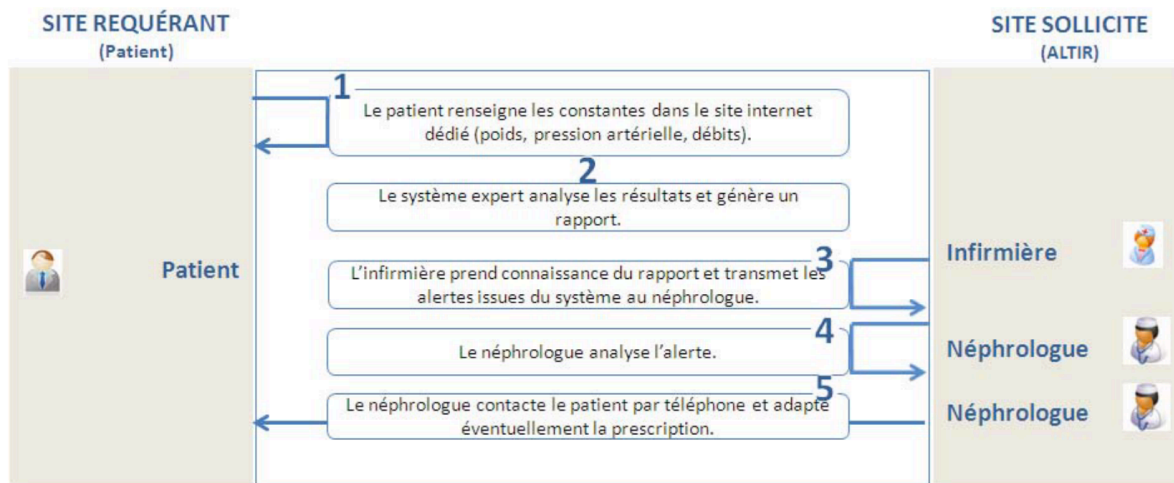 SITE REQUÉRANT
(Patient)
SITE SOLLICITE
(ALTIR)
1
Le patient renseigne les constantes dans le site internet
dédié (poids, pression artérielle, débits).
2
Le système expert analyse les résultats et génère un
rapport.
Patient
3
L'infirmière prend connaissance du rapport et transmet les
alertes issues du système au néphrologue.
Infirmière
4
Le néphrologue analyse l'alerte.
Néphrologue
5
Le néphrologue contacte le patient par téléphone et adapte
éventuellement la prescription.
Néphrologue